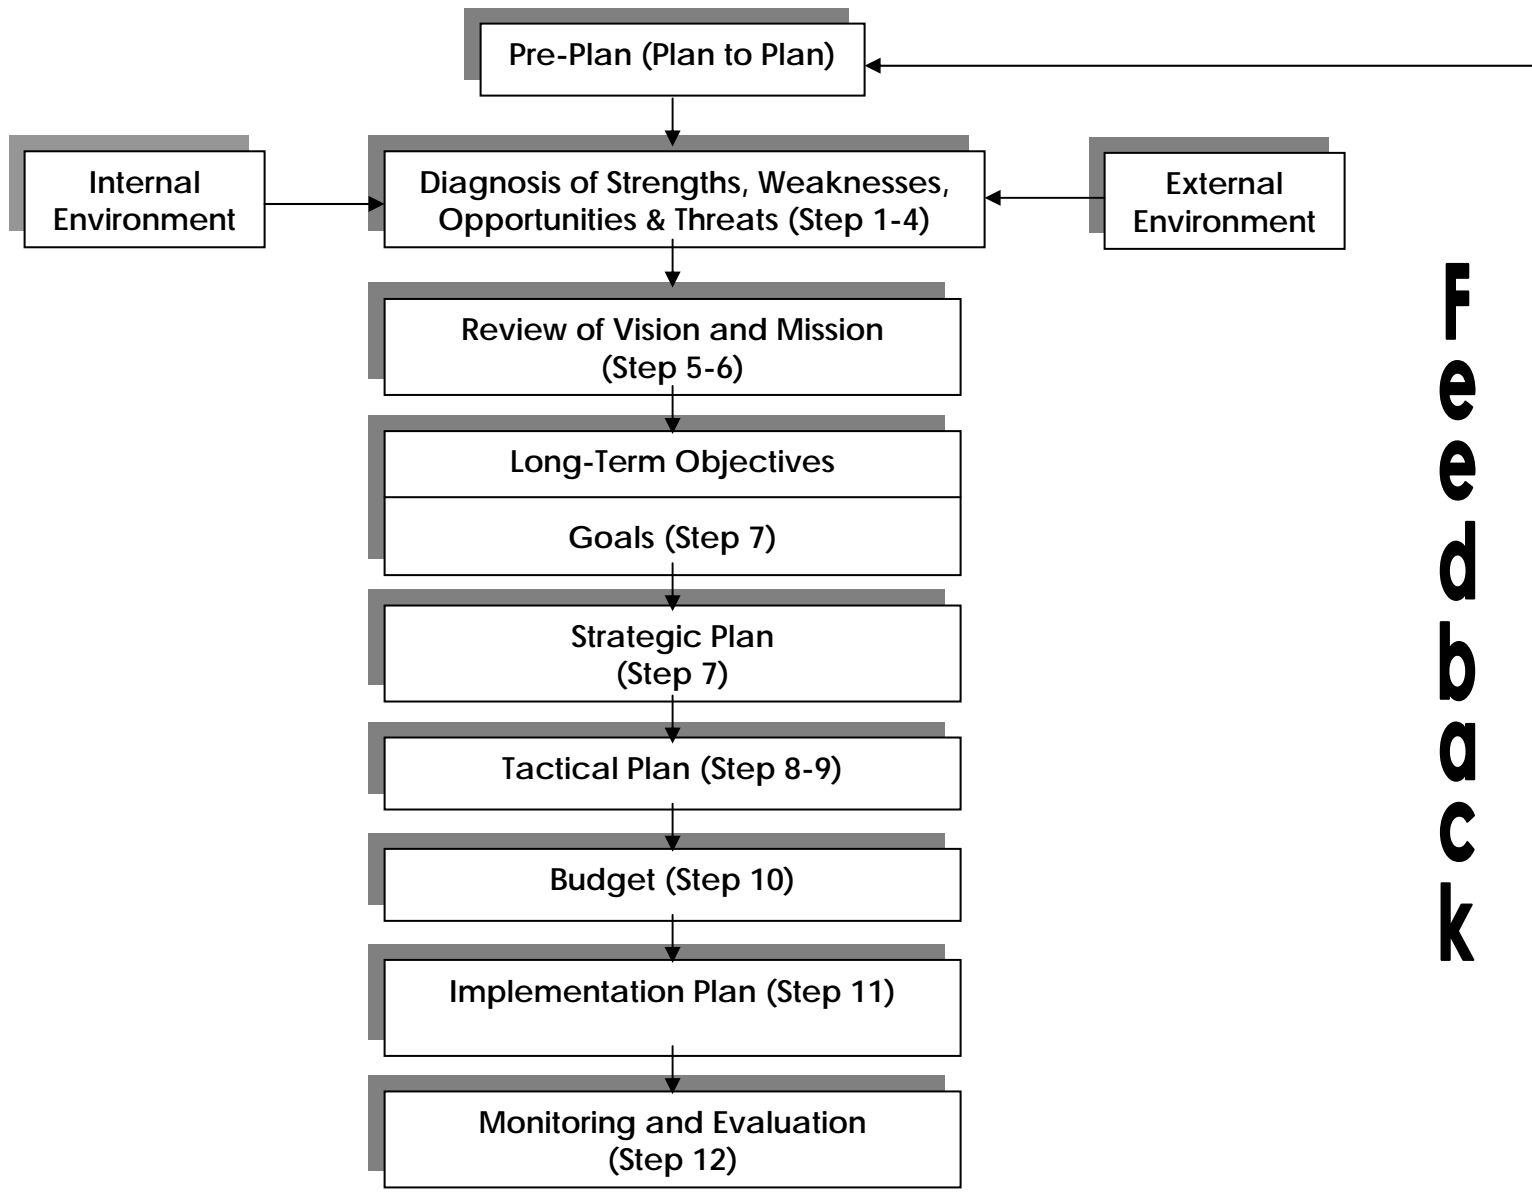 Pre-Plan (Plan to Plan)
Internal
Environment
Diagnosis of Strengths, Weaknesses,
Opportunities & Threats (Step 1-4)
External
Environment
Review of Vision and Mission
(Step 5-6)
Long-Term Objectives
Goals (Step 7)
Strategic Plan
(Step 7)
Tactical Plan (Step 8-9)
Budget (Step 10)
Implementation Plan (Step 11)
Monitoring and Evaluation
(Step 12)
Feedback